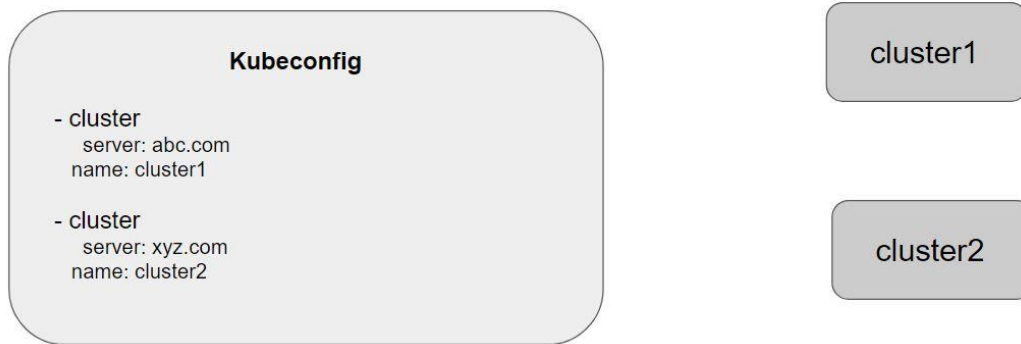 Kubeconfig
- cluster
server: abc.com
name: cluster1
- cluster
server: xyz.com
name: cluster2
cluster1
cluster2